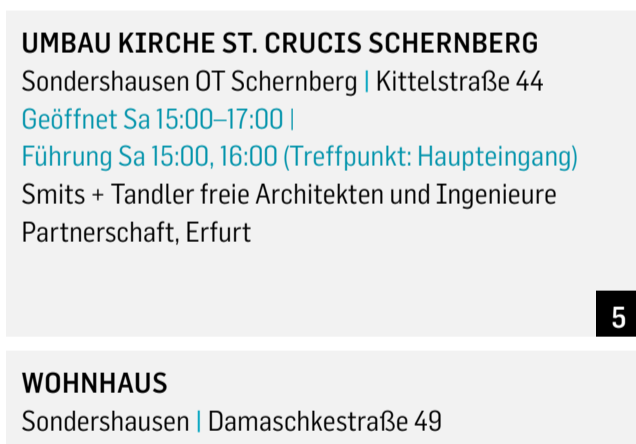 UMBAU KIRCHE ST. CRUCIS SCHERNBERG
Sondershausen OT Schernberg | Kittelstraße 44
Geöffnet Sa 15:00–17:00 |
Führung Sa 15:00, 16:00 (Treffpunkt: Haupteingang)
Smits + Tandler freie Architekten und Ingenieure
Partnerschaft, Erfurt
5
WOHNHAUS
Sondershausen | Damaschkestraße 49